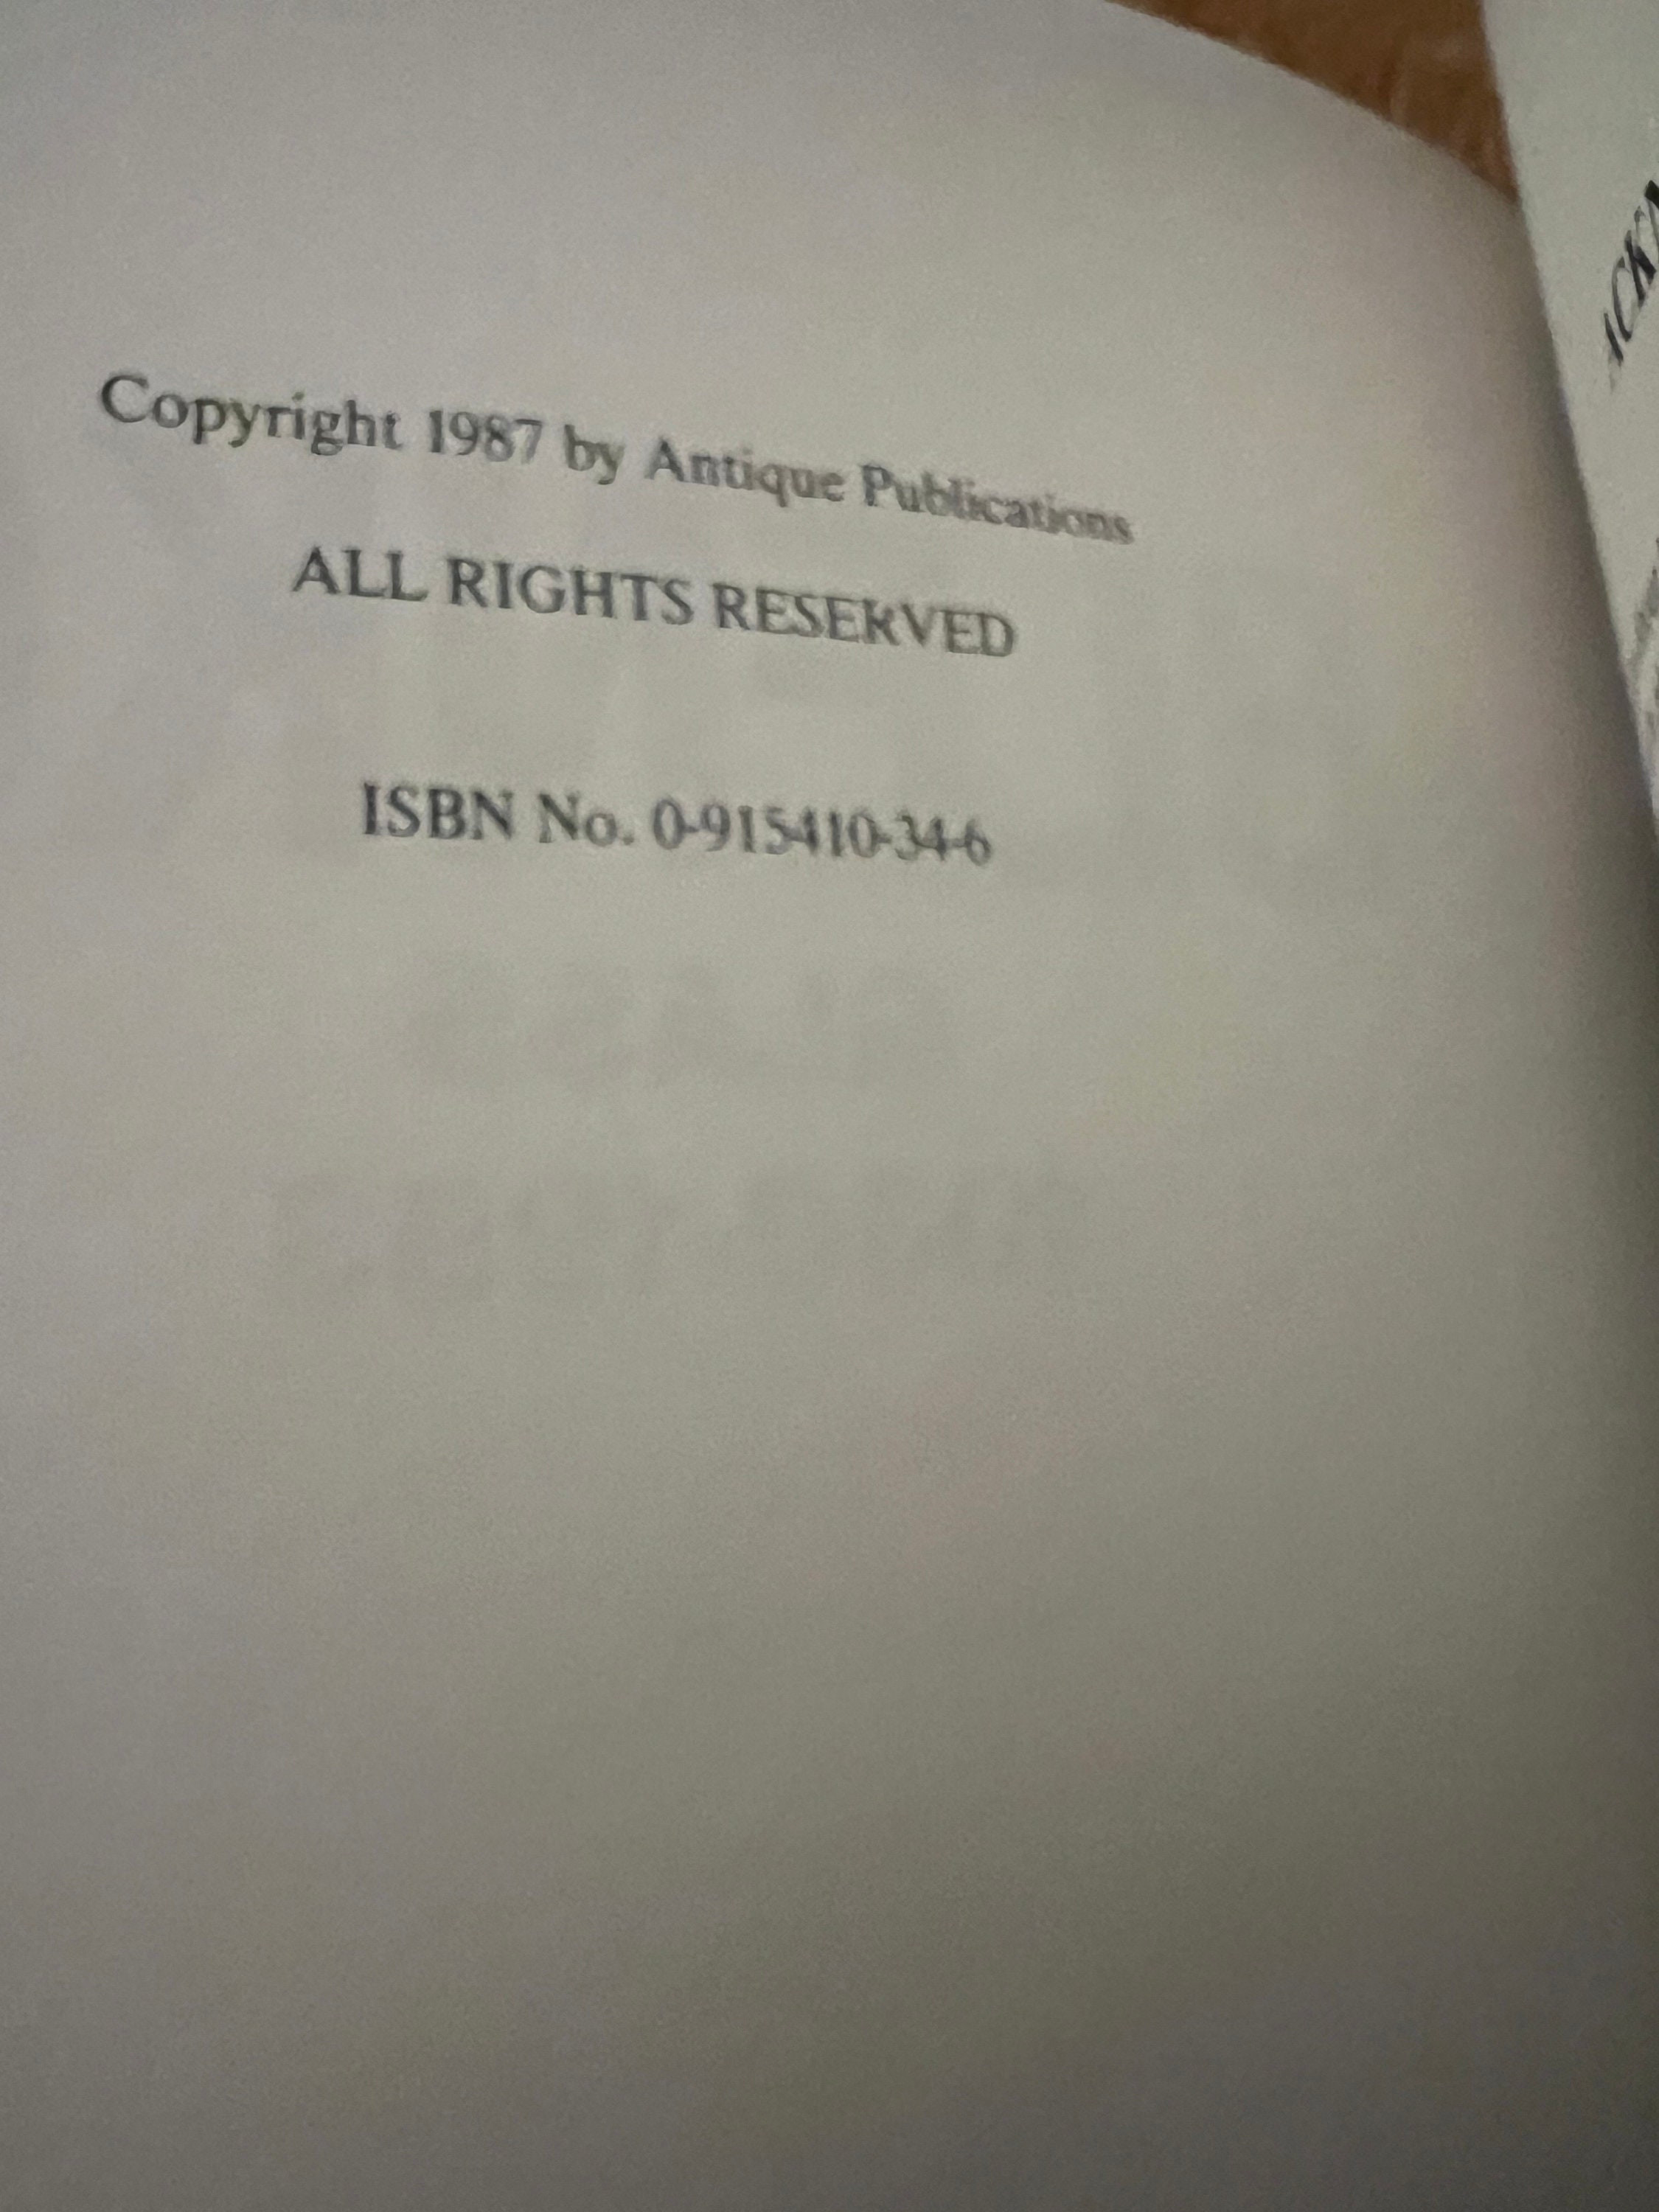 Copyright 1987 by Antique Publications
ALL RIGHTS RESERVED
ISBN No. 0-915410-34-6